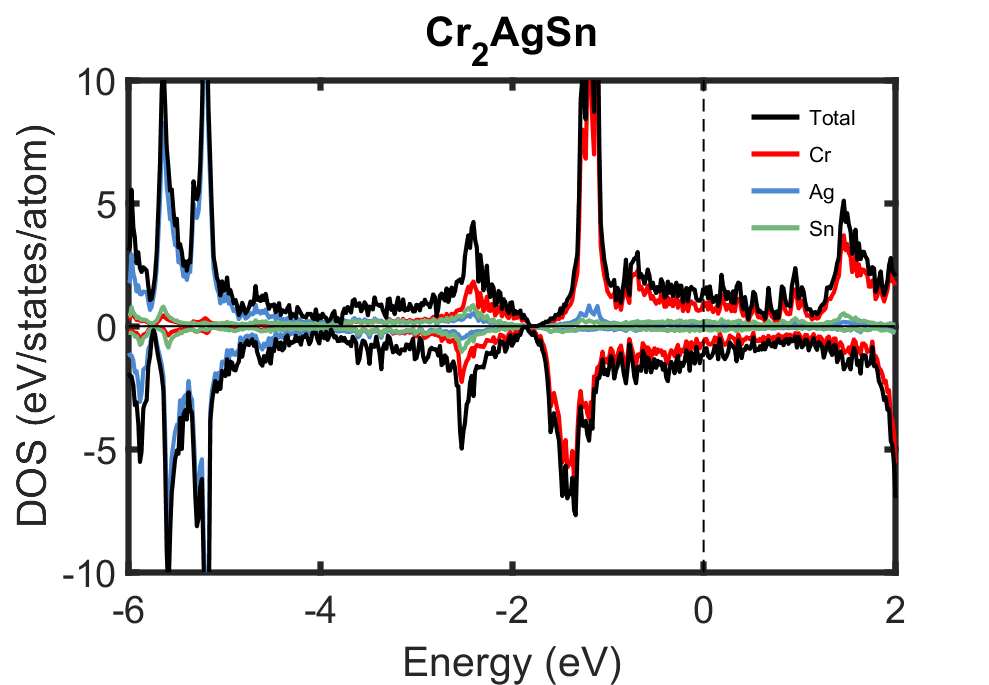 Cr₂AgSn
10
5
0
-5
-10
DOS (eV/states/atom)
Total
Cr
Ag
Sn
-6 -4 -2 0 2
Energy (eV)